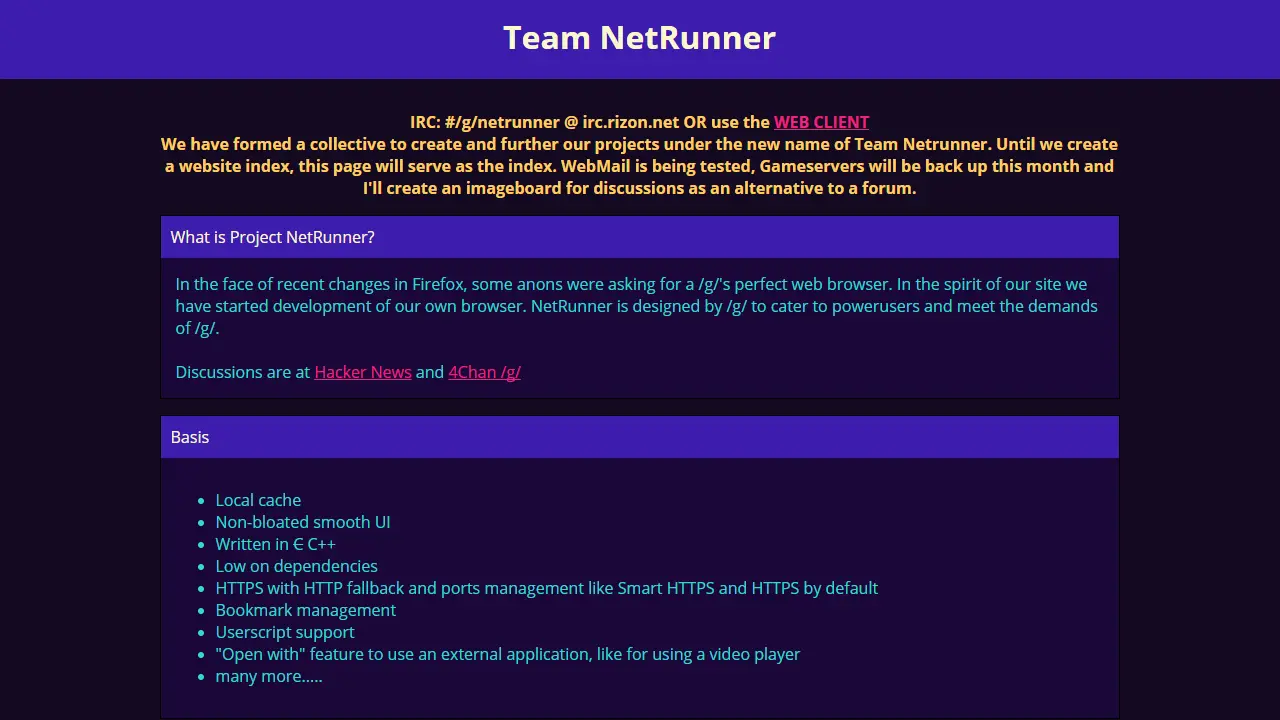 Team NetRunner
IRC: #/g/netrunner @ irc.rizon.net OR use the WEB CLIENT
We have formed a collective to create and further our projects under the new name of Team Netrunner. Until we create
a website index, this page will serve as the index. WebMail is being tested, Gameservers will be back up this month and
I'll create an imageboard for discussions as an alternative to a forum.
What is Project NetRunner?
In the face of recent changes in Firefox, some anons were asking for a /g/'s perfect web browser. In the spirit of our site we
have started development of our own browser. NetRunner is designed by /g/ to cater to powerusers and meet the demands
of /g/.
Discussions are at Hacker News and 4Chan /g/
Basis
• Local cache
• Non-bloated smooth UI
• Written in C C++
• Low on dependencies
• HTTPS with HTTP fallback and ports management like Smart HTTPS and HTTPS by default
• Bookmark management
• Userscript support
• "Open with" feature to use an external application, like for using a video player
• many more.....